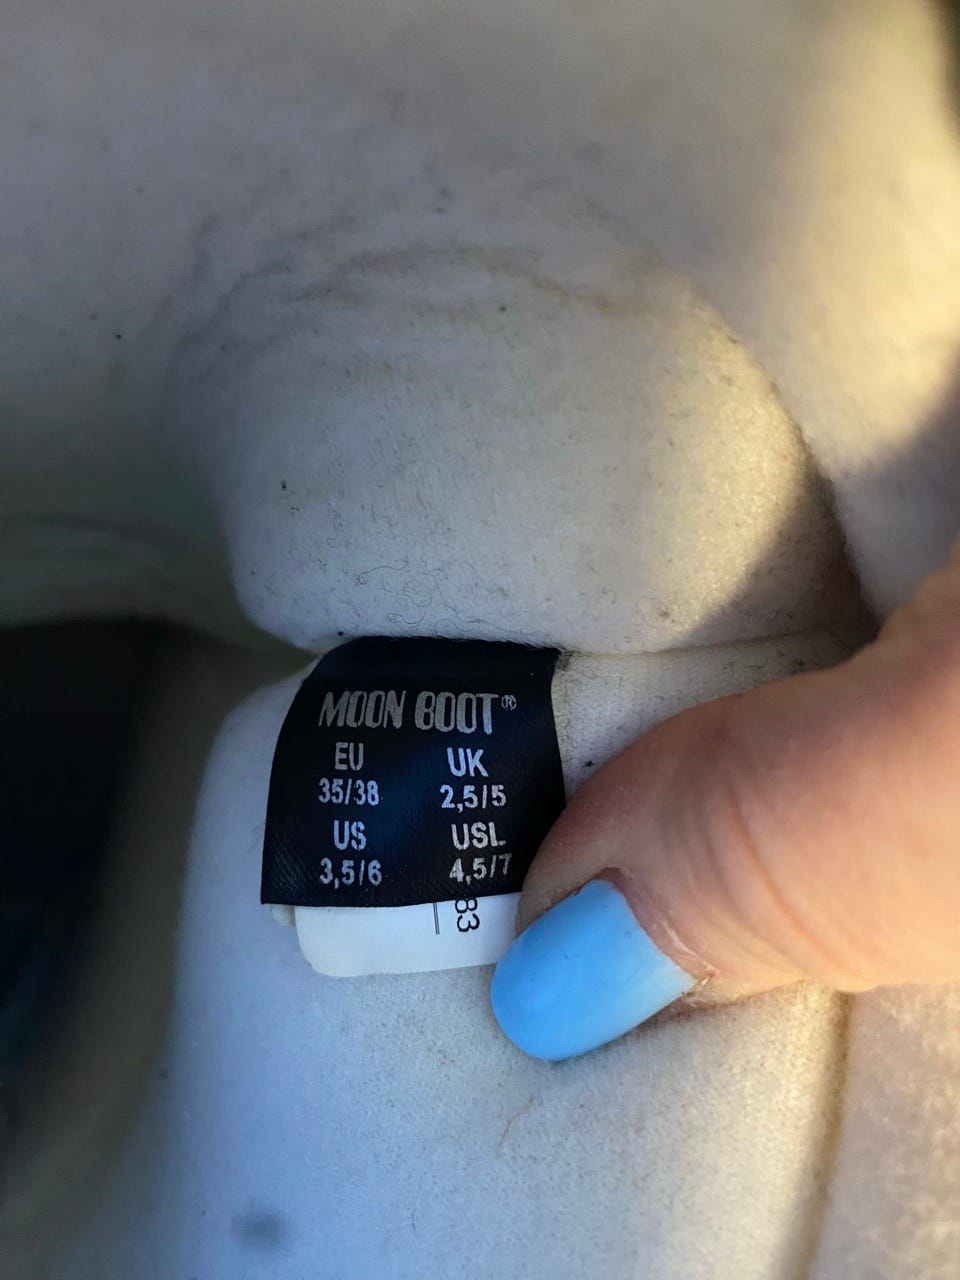 MOON BOOT®
EU UK
35/38 2,5/5
US USL
3,5/6 4,5/7
83